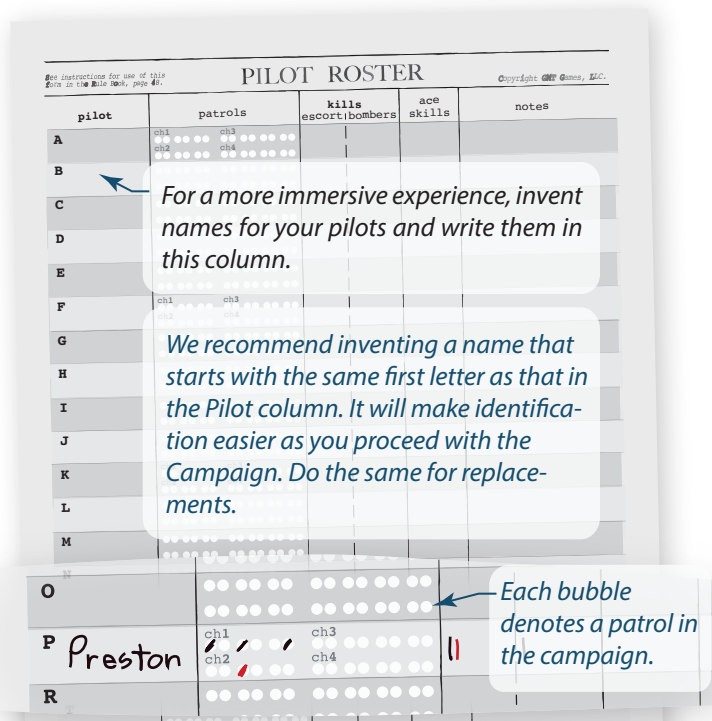 See instructions for use of this
form in the Rule Book, page 48.
PILOT ROSTER
Copyright GMT Games, LLC.
pilot
patrols
kills
escort bombers
ace
skills
notes
A
ch1 ch3
ch2 ch4
B
For a more immersive experience, invent
names for your pilots and write them in
this column.
C
D
E
F
ch1 ch3
ch2 ch4
G
We recommend inventing a name that
starts with the same first letter as that in
the Pilot column. It will make identifica-
tion easier as you proceed with the
Campaign. Do the same for replace-
ments.
H
I
J
K
L
M
N
O
Each bubble
denotes a patrol in
the campaign.
P Preston
ch1 ch3
ch2 ch4
R